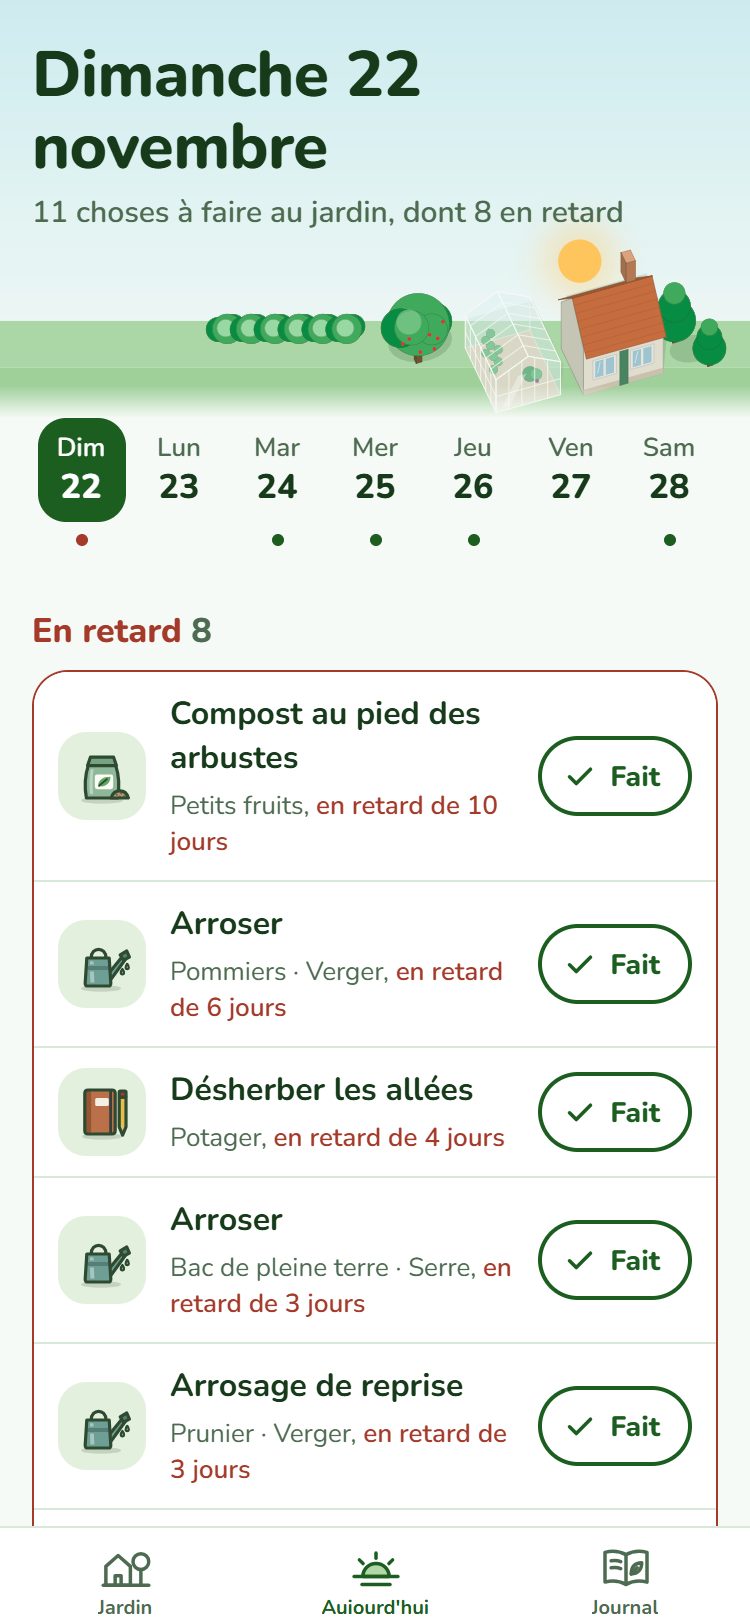 Dimanche 22
novembre
11 choses à faire au jardin, dont 8 en retard
Dim Lun Mar Mer Jeu Ven Sam
22 23 24 25 26 27 28
En retard 8
Compost au pied des
arbustes
Petits fruits, en retard de 10
jours
Fait
Arroser
Pommiers · Verger, en retard
de 6 jours
Fait
Désherber les allées
Potager, en retard de 4 jours
Fait
Arroser
Bac de pleine terre · Serre, en
retard de 3 jours
Fait
Arrosage de reprise
Prunier · Verger, en retard de
3 jours
Fait
Jardin Aujourd'hui Journal